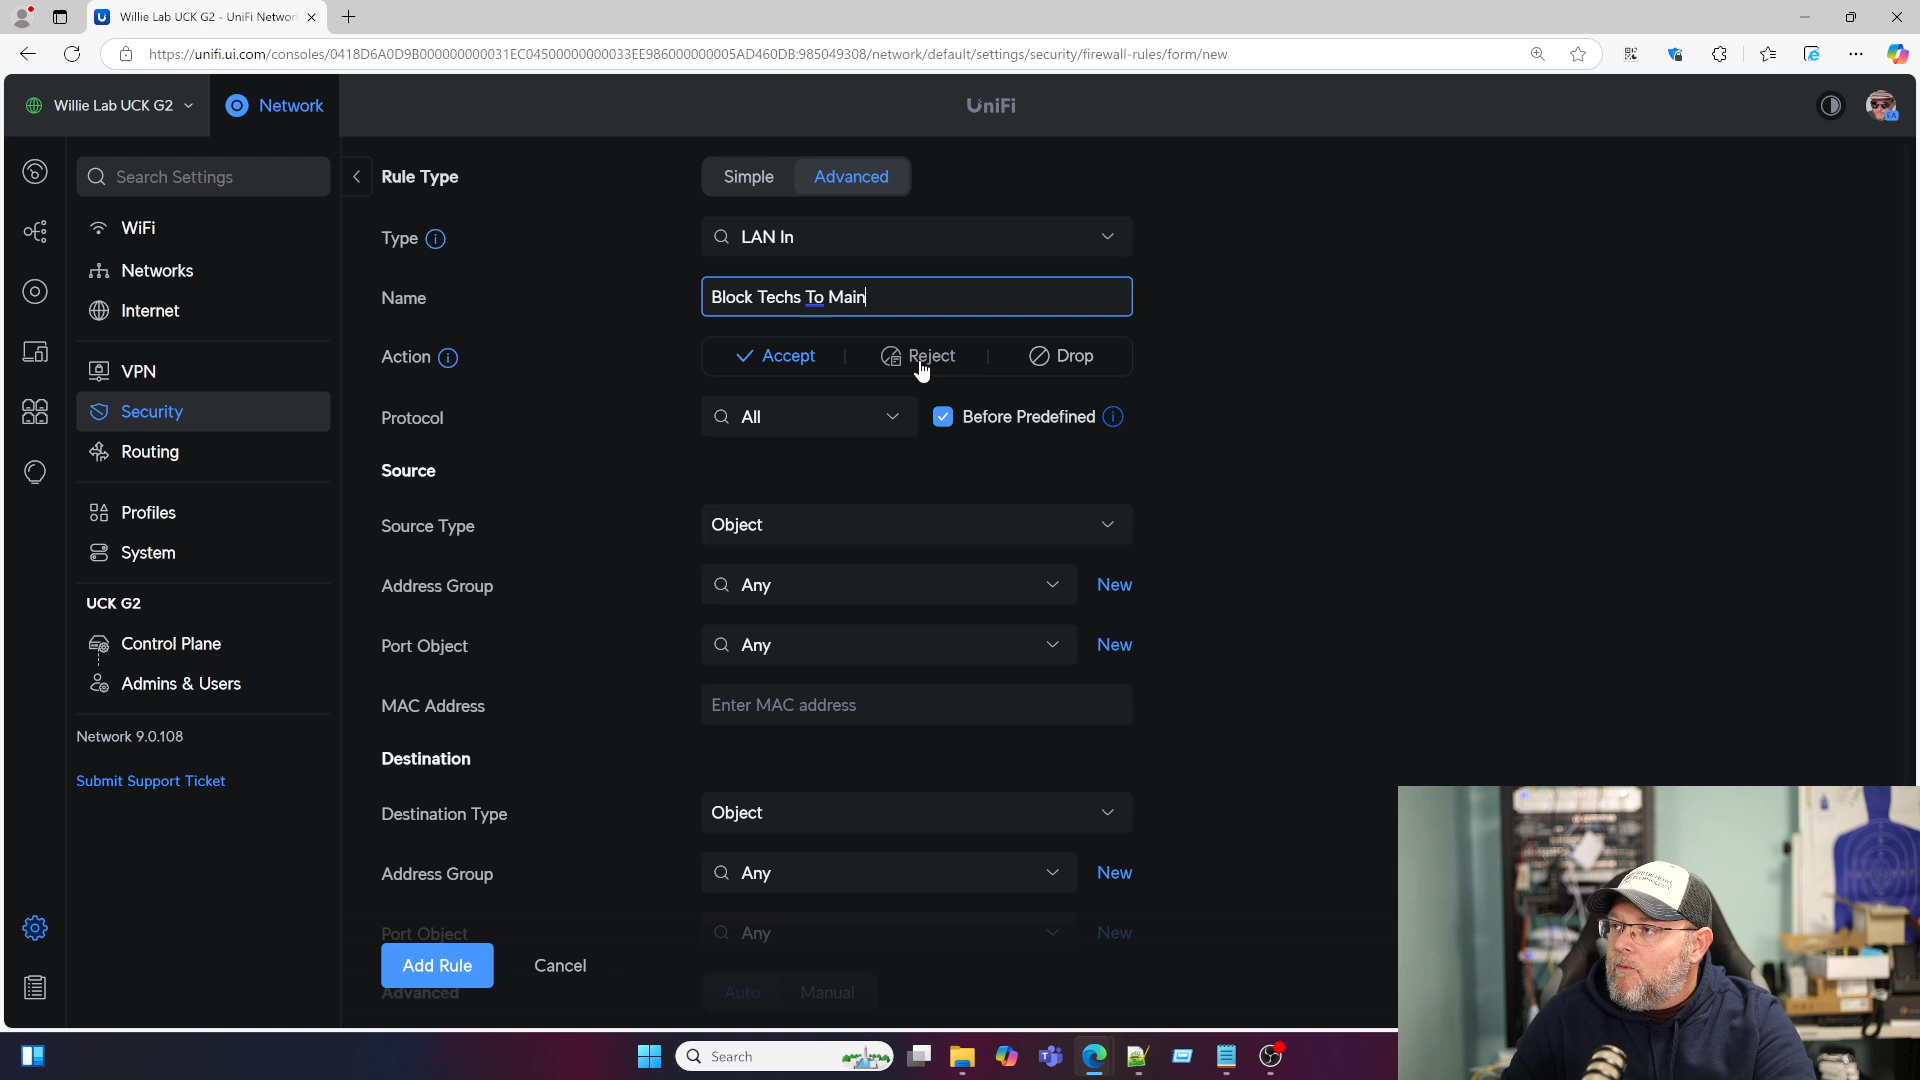 Willie Lab UCK G2 - UniFi Networ
https://unifi.ui.com/consoles/0418D6A0D9B000000000031EC04500000000033EE986000000005AD460DB:985049308/network/default/settings/security/firewall-rules/form/new
Willie Lab UCK G2
Network
UniFi
EA
Search Settings
WiFi
Networks
Internet
VPN
Security
Routing
Profiles
System
UCK G2
Control Plane
Admins & Users
Network 9.0.108
Submit Support Ticket
Rule Type
Simple Advanced
Type
LAN In
Name
Block Techs To Main
Action
Accept Reject Drop
Protocol
All
Before Predefined
Source
Source Type
Object
Address Group
Any
New
Port Object
Any
New
MAC Address
Enter MAC address
Destination
Destination Type
Object
Address Group
Any
New
Port Object
Any
New
Add Rule
Cancel
Advanced
Auto Manual
Search